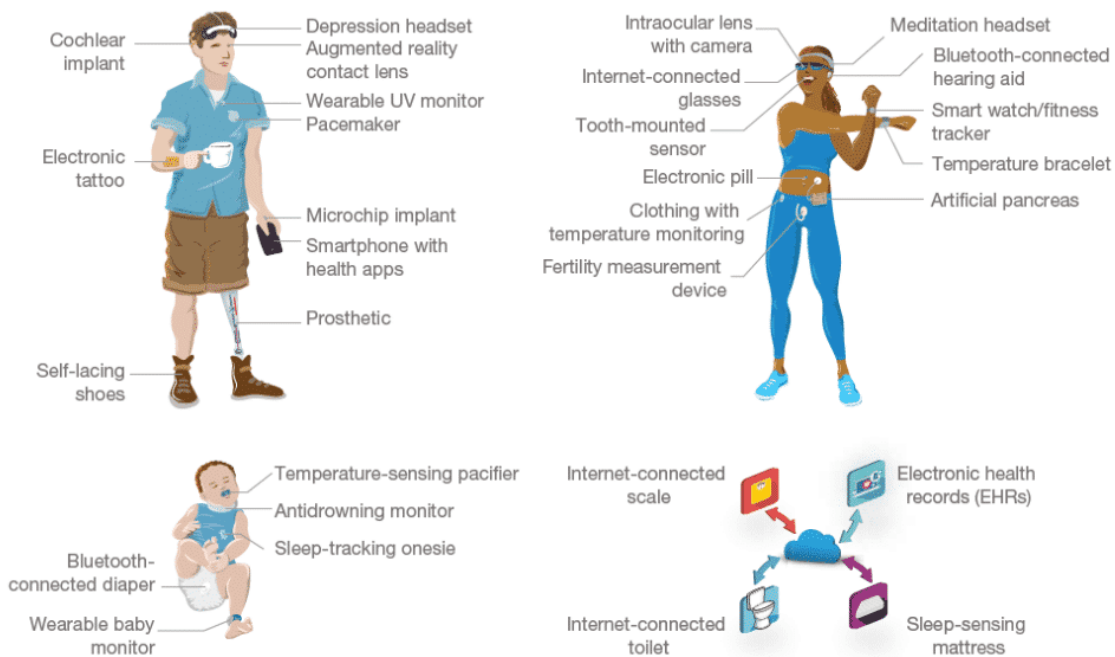 Cochlear
implant
Depression headset
Augmented reality
contact lens
Wearable UV monitor
Pacemaker
Electronic
tattoo
Microchip implant
Smartphone with
health apps
Prosthetic
Self-lacing
shoes
Intraocular lens
with camera
Internet-connected
glasses
Tooth-mounted
sensor
Electronic pill
Clothing with
temperature monitoring
Fertility measurement
device
Meditation headset
Bluetooth-connected
hearing aid
Smart watch/fitness
tracker
Temperature bracelet
Artificial pancreas
Temperature-sensing pacifier
Antidrowning monitor
Sleep-tracking onesie
Bluetooth-
connected diaper
Wearable baby
monitor
Internet-connected
scale
Electronic health
records (EHRs)
Internet-connected
toilet
Sleep-sensing
mattress